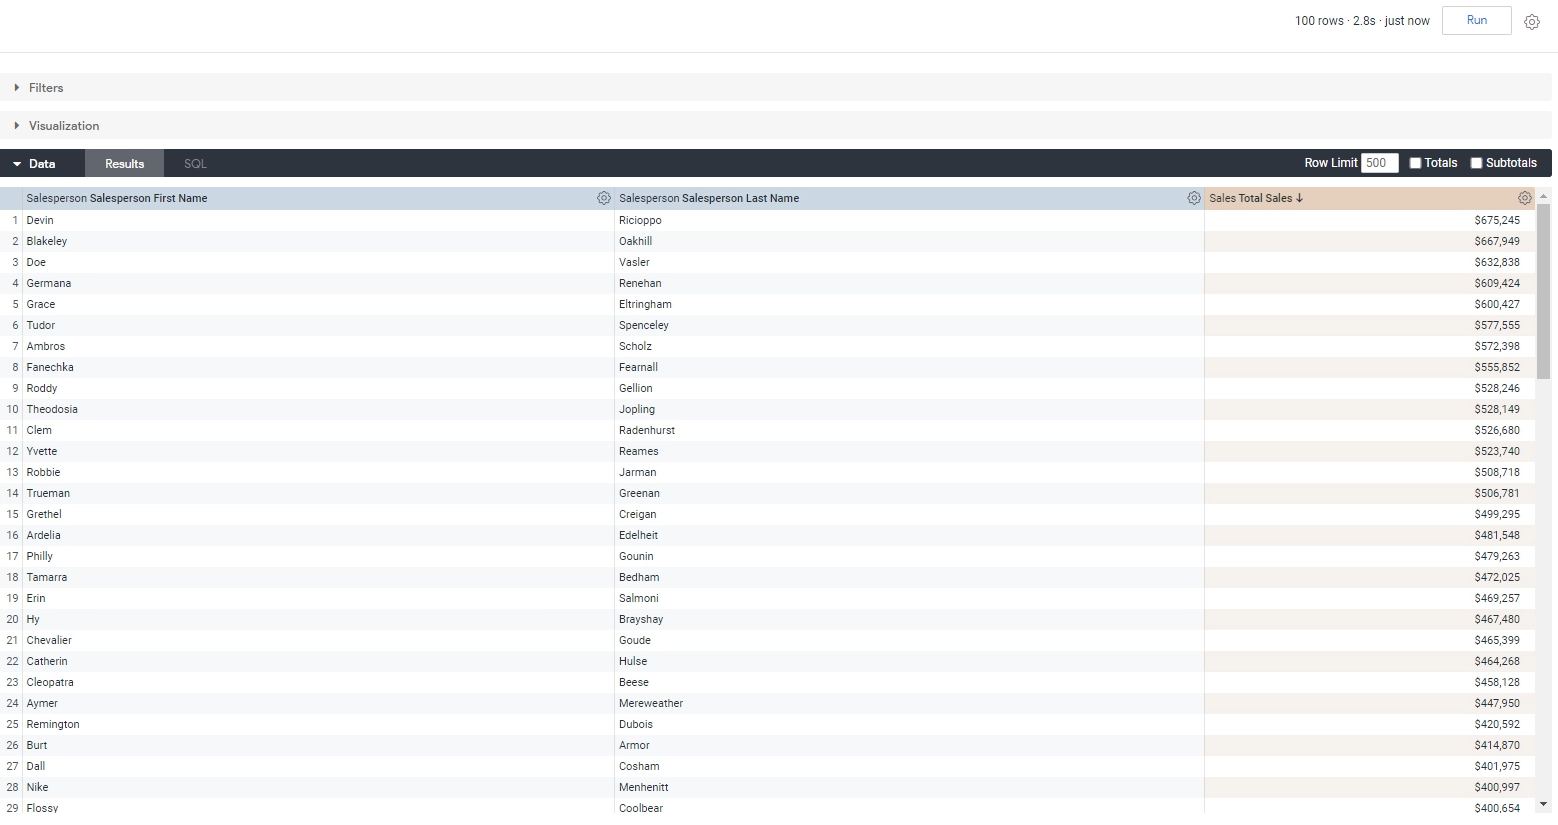 100 rows · 2.8s · just now Run
Filters
Visualization
Data Results SQL Row Limit 500 Totals Subtotals
Salesperson Salesperson First Name Salesperson Salesperson Last Name Sales Total Sales ↓
1 Devin Ricioppo $675,245
2 Blakeley Oakhill $667,949
3 Doe Vasler $632,838
4 Germana Renehan $609,424
5 Grace Eltringham $600,427
6 Tudor Spenceley $577,555
7 Ambros Scholz $572,398
8 Fanechka Fearnall $555,852
9 Roddy Gellion $528,246
10 Theodosia Jopling $528,149
11 Clem Radenhurst $526,680
12 Yvette Reames $523,740
13 Robbie Jarman $508,718
14 Trueman Greenan $506,781
15 Grethel Creigan $499,295
16 Ardelia Edelheit $481,548
17 Philly Gounin $479,263
18 Tamarra Bedham $472,025
19 Erin Salmoni $469,257
20 Hy Brayshay $467,480
21 Chevalier Goude $465,399
22 Catherin Hulse $464,268
23 Cleopatra Beese $458,128
24 Aymer Mereweather $447,950
25 Remington Dubois $420,592
26 Burt Armor $414,870
27 Dall Cosham $401,975
28 Nike Menhenitt $400,997
29 Flossy Coolbear $400,654